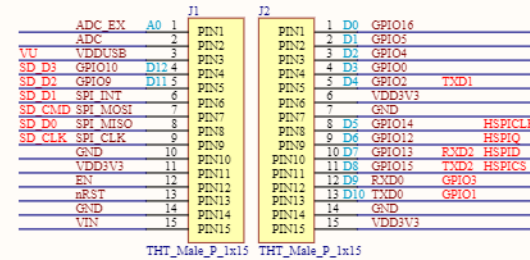 J1 J2
ADC_EX A0 1 PIN1 PIN1 1 D0 GPIO16
ADC 2 PIN2 PIN2 2 D1 GPIO5
VU VDDUSB 3 PIN3 PIN3 3 D2 GPIO4
SD_D3 GPIO10 D12 4 PIN4 PIN4 4 D3 GPIO0
SD_D2 GPIO9 D11 5 PIN5 PIN5 5 D4 GPIO2 TXD1
SD_D1 SPI_INT 6 PIN6 PIN6 6 VDD3V3
SD_CMD SPI_MOSI 7 PIN7 PIN7 7 GND
SD_D0 SPI_MISO 8 PIN8 PIN8 8 D5 GPIO14 HSPICLK
SD_CLK SPI_CLK 9 PIN9 PIN9 9 D6 GPIO12 HSPIQ
GND 10 PIN10 PIN10 10 D7 GPIO13 RXD2 HSPID
VDD3V3 11 PIN11 PIN11 11 D8 GPIO15 TXD2 HSPICS
EN 12 PIN12 PIN12 12 D9 RXD0 GPIO3
nRST 13 PIN13 PIN13 13 D10 TXD0 GPIO1
GND 14 PIN14 PIN14 14 GND
VIN 15 PIN15 PIN15 15 VDD3V3
THT_Male_P_1x15 THT_Male_P_1x15